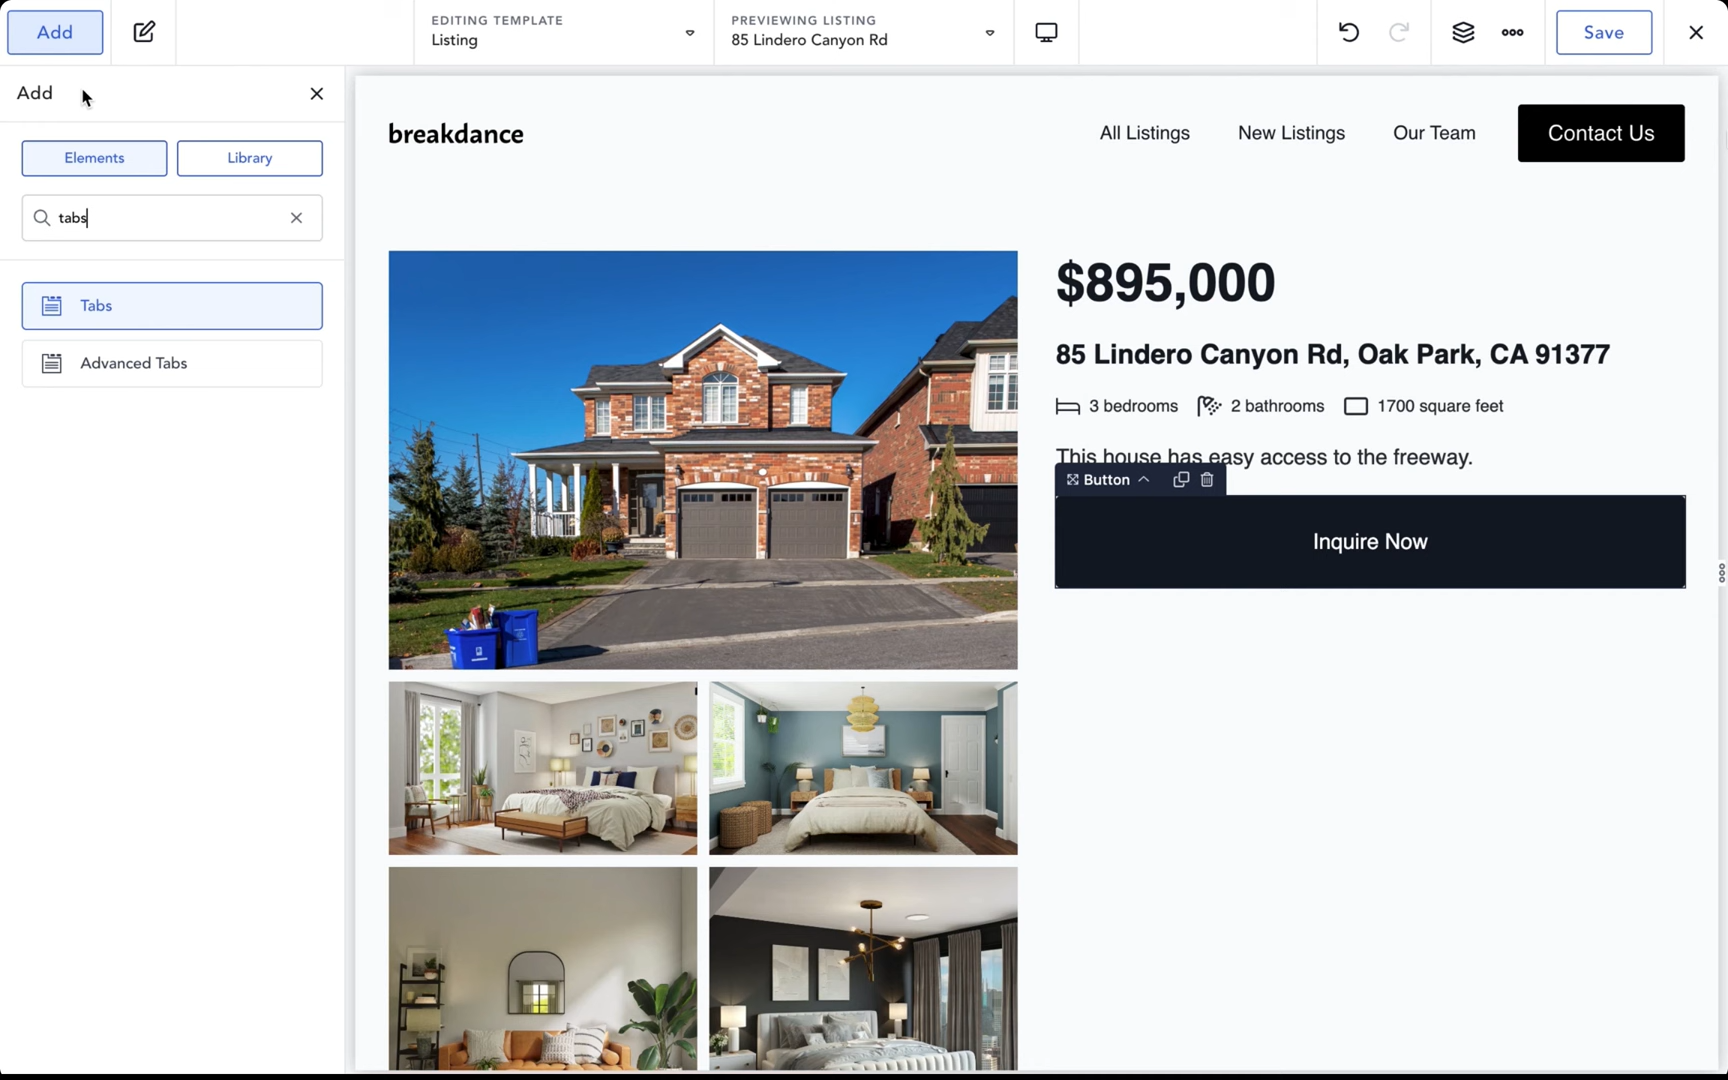 Add
EDITING TEMPLATE
Listing
PREVIEWING LISTING
85 Lindero Canyon Rd
Save
Add
Elements
Library
tabs
Tabs
Advanced Tabs
breakdance
All Listings
New Listings
Our Team
Contact Us
$895,000
85 Lindero Canyon Rd, Oak Park, CA 91377
3 bedrooms
2 bathrooms
1700 square feet
This house has easy access to the freeway.
Button
Inquire Now